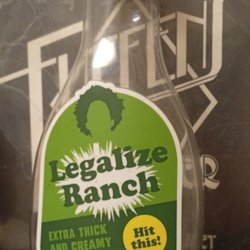 Legalize
Ranch
EXTRA THICK
AND CREAMY
Hit
this!